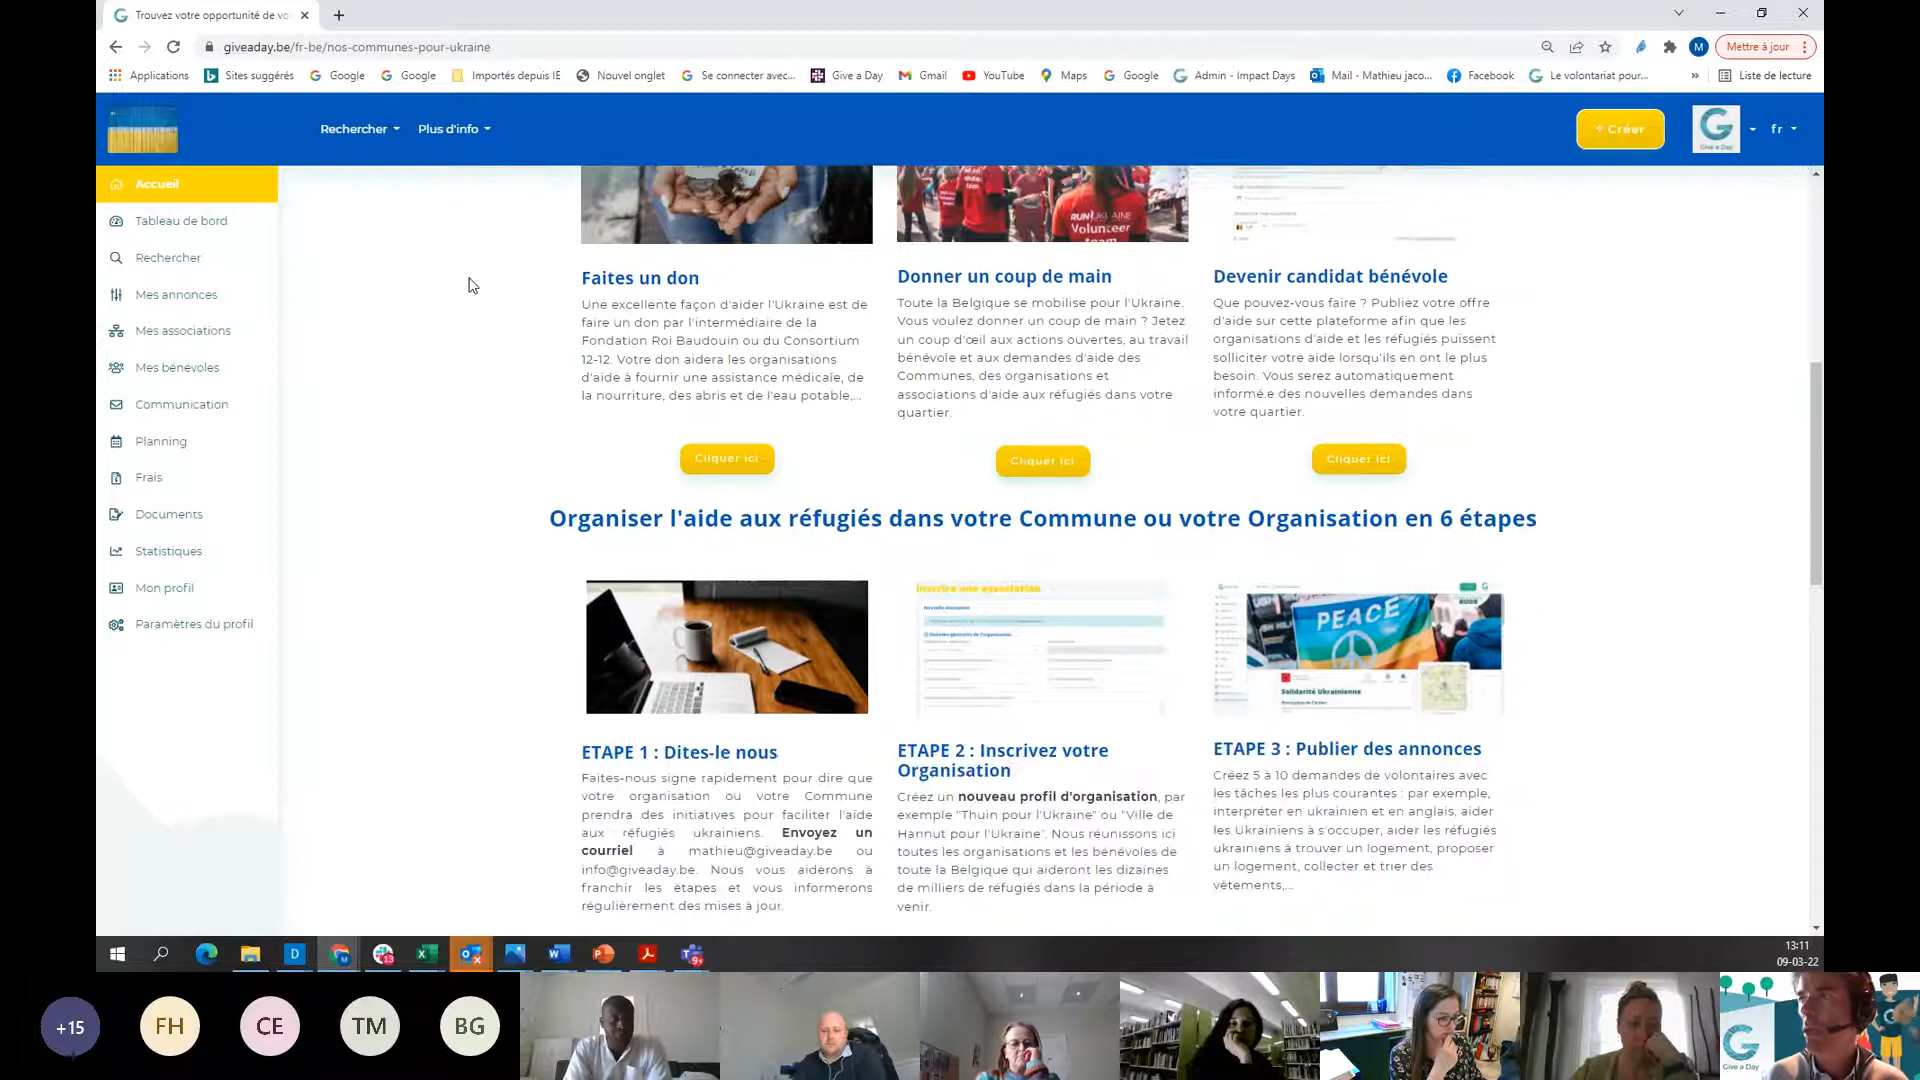 Trouvez votre opportunité de vo
giveaday.be/fr-be/nos-communes-pour-ukraine
M
Mettre à jour
Applications
Sites suggérés
Google
Google
Importés depuis IE
Nouvel onglet
Se connecter avec...
Give a Day
Gmail
YouTube
Maps
Google
Admin - Impact Days
Mail - Mathieu jaco...
Facebook
Le volontariat pour...
»
Liste de lecture
Rechercher
Plus d'info
+ Créer
Give a Day
fr
Accueil
Tableau de bord
Rechercher
Mes annonces
Mes associations
Mes bénévoles
Communication
Planning
Frais
Documents
Statistiques
Mon profil
Paramètres du profil
RUN UKRAINE
Volunteer
team
Faites un don
Une excellente façon d'aider l'Ukraine est de
faire un don par l'intermédiaire de la
Fondation Roi Baudouin ou du Consortium
12-12. Votre don aidera les organisations
d'aide à fournir une assistance médicale, de
la nourriture, des abris et de l'eau potable,...
Cliquer ici
Donner un coup de main
Toute la Belgique se mobilise pour l'Ukraine.
Vous voulez donner un coup de main ? Jetez
un coup d'œil aux actions ouvertes, au travail
bénévole et aux demandes d'aide des
Communes, des organisations et
associations d'aide aux réfugiés dans votre
quartier.
Cliquer ici
Devenir candidat bénévole
Que pouvez-vous faire ? Publiez votre offre
d'aide sur cette plateforme afin que les
organisations d'aide et les réfugiés puissent
solliciter votre aide lorsqu'ils en ont le plus
besoin. Vous serez automatiquement
informé.e des nouvelles demandes dans
votre quartier.
Cliquer ici
Organiser l'aide aux réfugiés dans votre Commune ou votre Organisation en 6 étapes
Inscrire une association
PEACE
Solidarité Ukrainienne
ETAPE 1 : Dites-le nous
Faites-nous signe rapidement pour dire que
votre organisation ou votre Commune
prendra des initiatives pour faciliter l'aide
aux réfugiés ukrainiens. Envoyez un
courriel à mathieu@giveaday.be ou
info@giveaday.be. Nous vous aiderons à
franchir les étapes et vous informerons
régulièrement des mises à jour.
ETAPE 2 : Inscrivez votre
Organisation
Créez un nouveau profil d'organisation, par
exemple "Thuin pour l'Ukraine" ou "Ville de
Hannut pour l'Ukraine". Nous réunissons ici
toutes les organisations et les bénévoles de
toute la Belgique qui aideront les dizaines
de milliers de réfugiés dans la période à
venir.
ETAPE 3 : Publier des annonces
Créez 5 à 10 demandes de volontaires avec
les tâches les plus courantes : par exemple,
interpréter en ukrainien et en anglais, aider
les Ukrainiens à s'occuper, aider les réfugiés
ukrainiens à trouver un logement, proposer
un logement, collecter et trier des
vêtements,...
13:11
09-03-22
+15
FH
CE
TM
BG
Give a Day